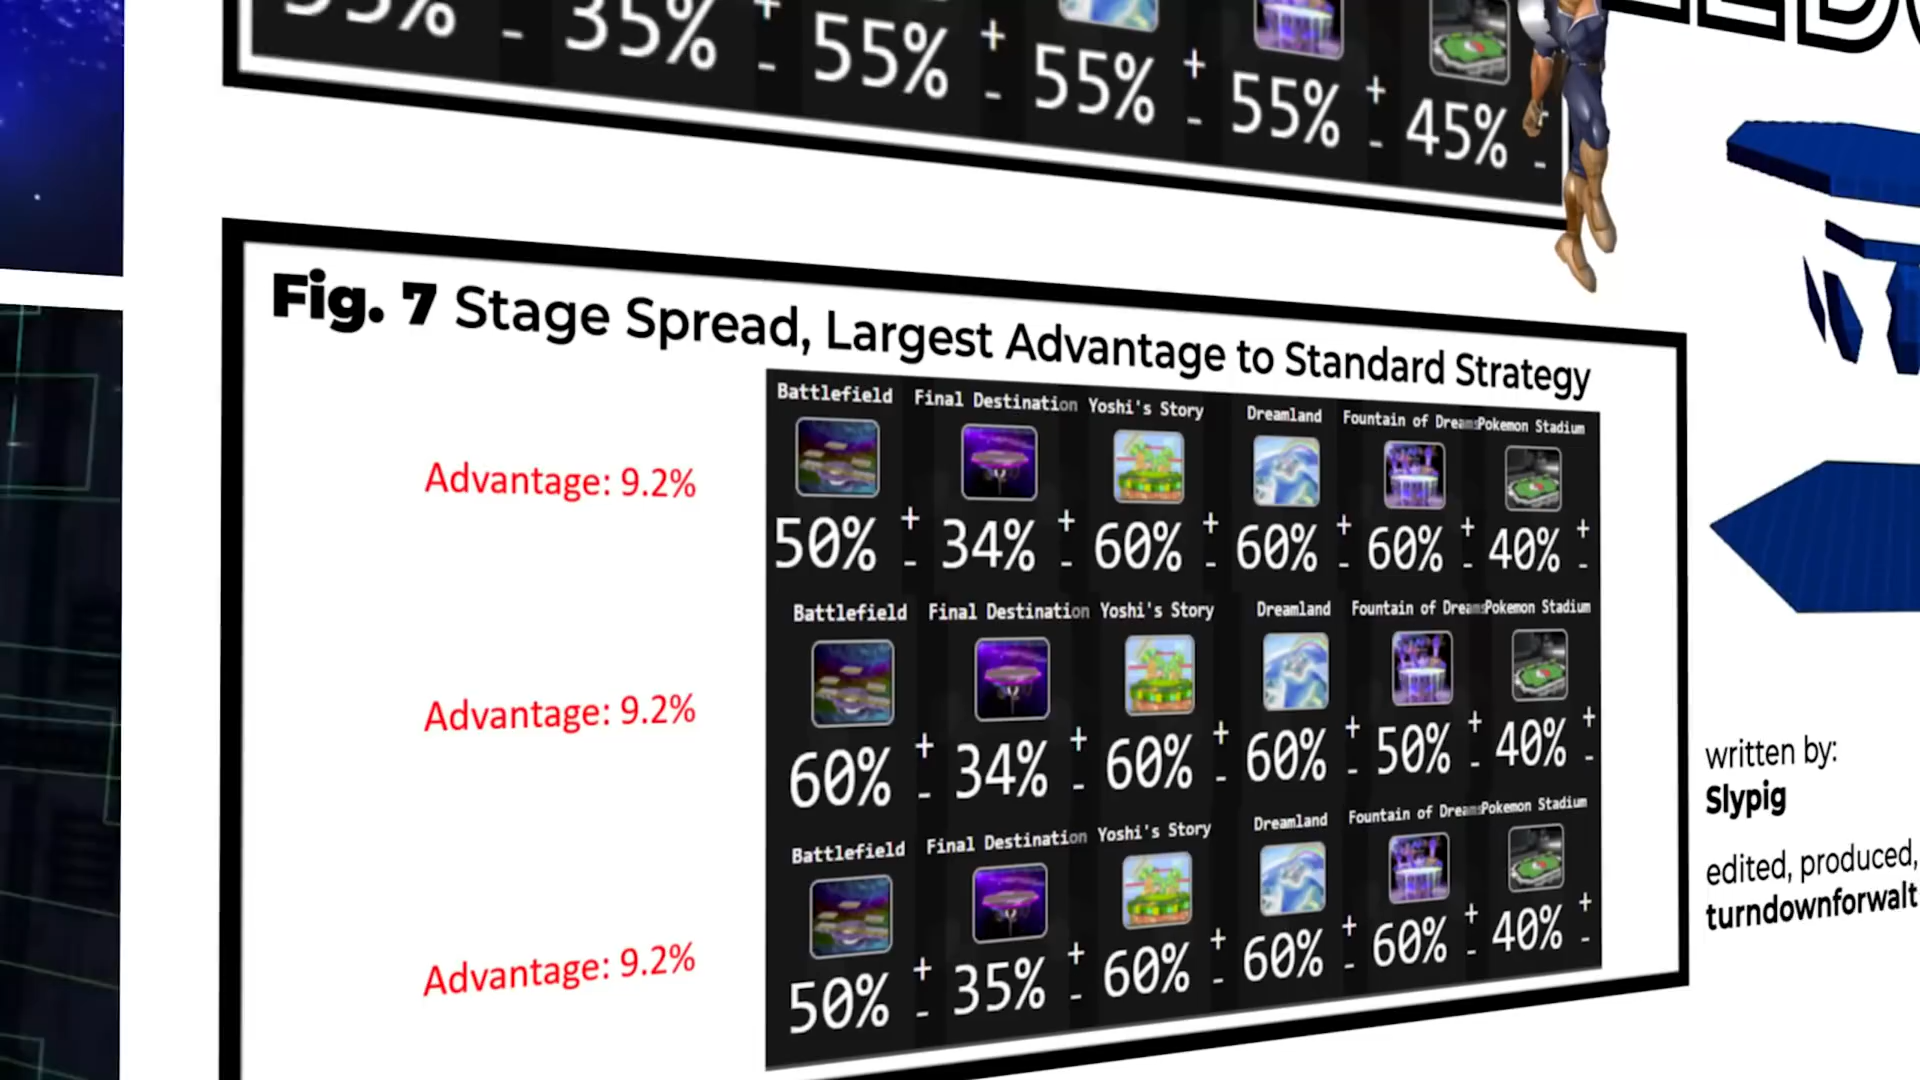 - 35% + - 55% + - 55% + - 55% + - 45% -
Fig. 7 Stage Spread, Largest Advantage to Standard Strategy
Battlefield Final Destination Yoshi's Story Dreamland Fountain of Dreams Pokemon Stadium
Advantage: 9.2%
50% + - 34% + - 60% + - 60% + - 60% + - 40% + -
Battlefield Final Destination Yoshi's Story Dreamland Fountain of Dreams Pokemon Stadium
Advantage: 9.2%
60% + - 34% + - 60% + - 60% + - 50% + - 40% + -
Battlefield Final Destination Yoshi's Story Dreamland Fountain of Dreams Pokemon Stadium
Advantage: 9.2%
50% + - 35% + - 60% + - 60% + - 60% + - 40% + -
written by:
Slypig
edited, produced,
turndownforwalt